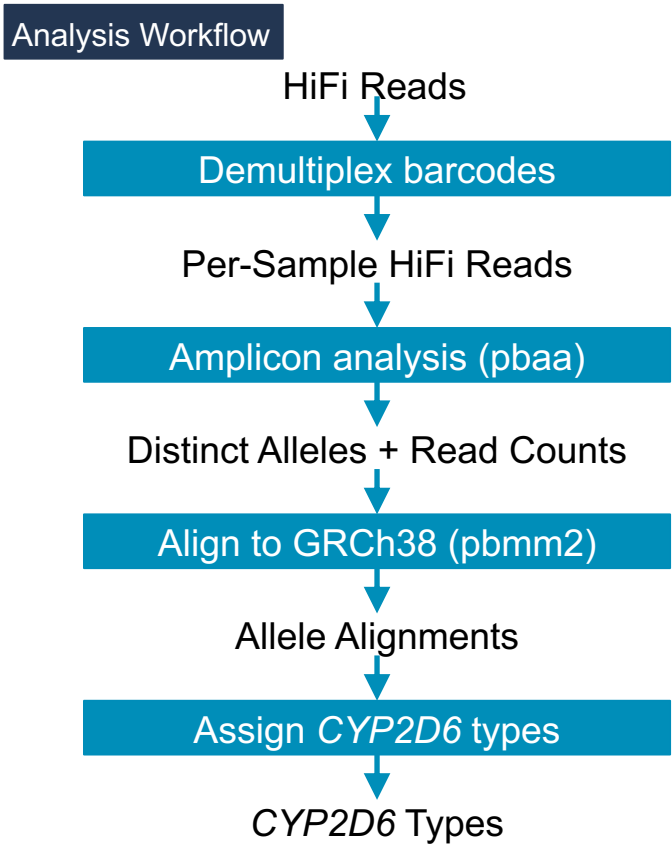 Analysis Workflow
HiFi Reads
Demultiplex barcodes
Per-Sample HiFi Reads
Amplicon analysis (pbaa)
Distinct Alleles + Read Counts
Align to GRCh38 (pbmm2)
Allele Alignments
Assign CYP2D6 types
CYP2D6 Types